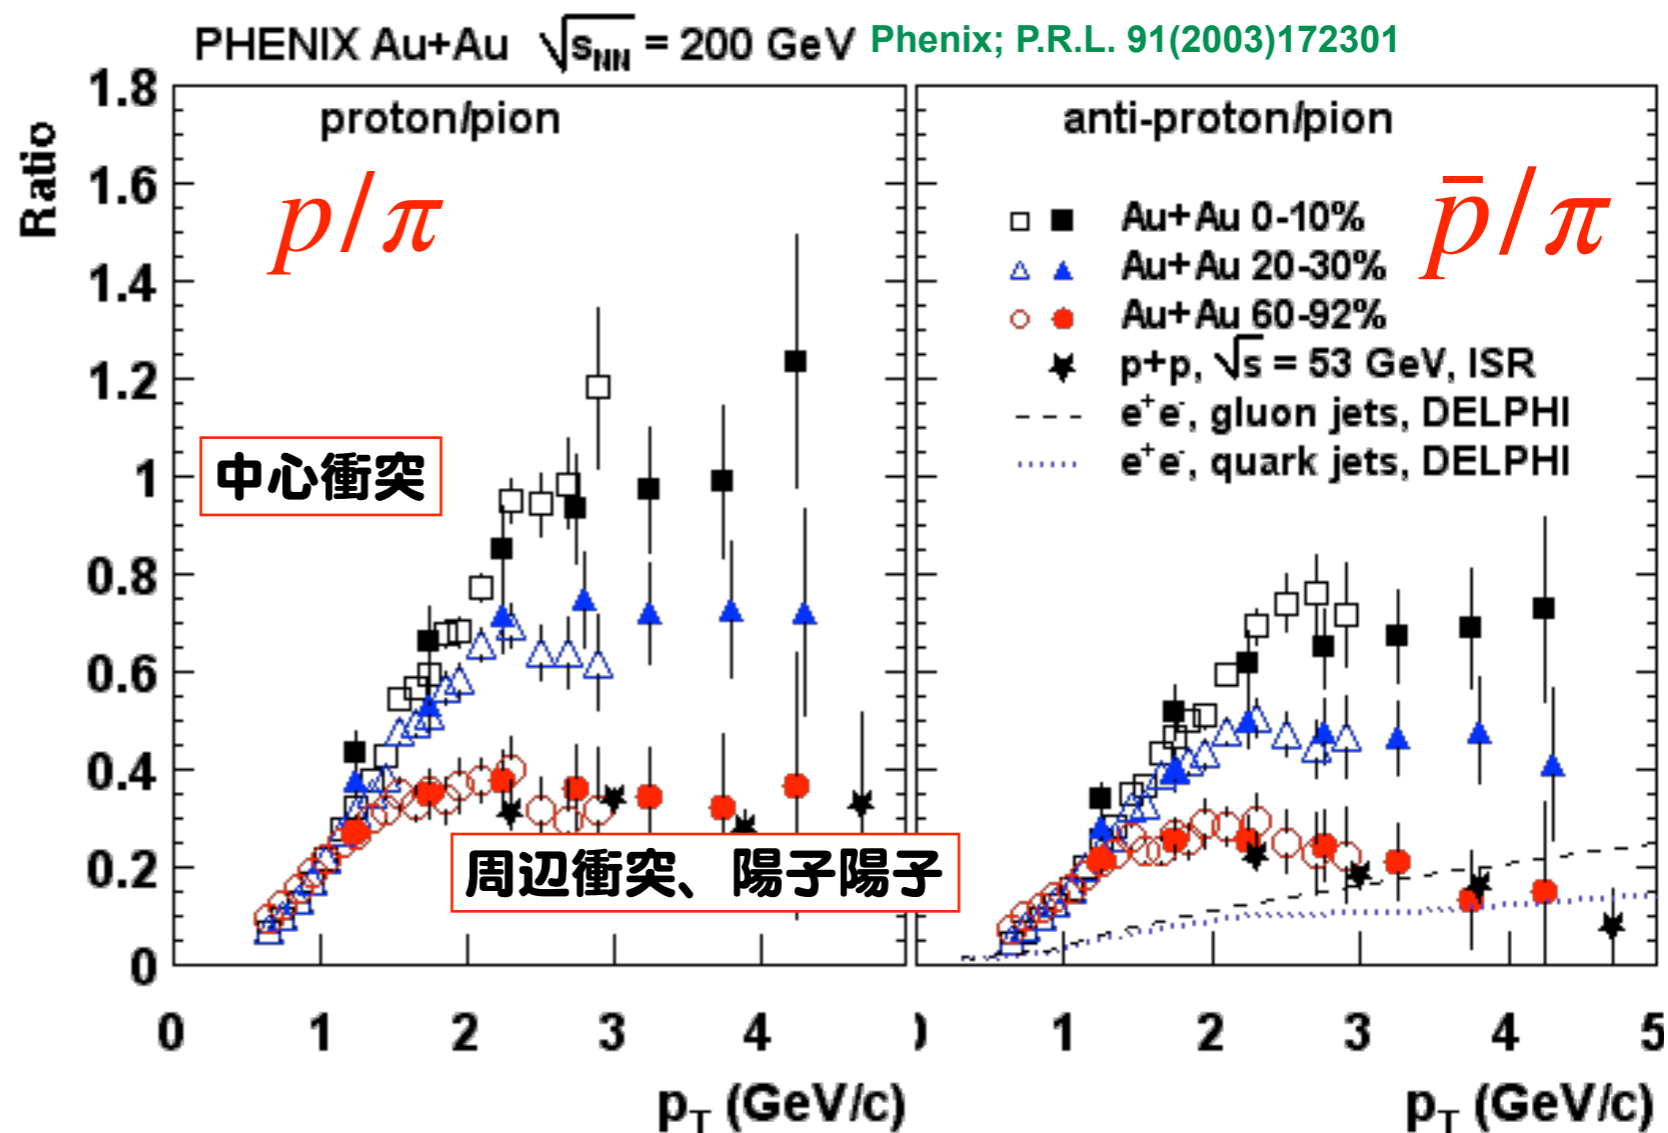 PHENIX Au+Au √sNN = 200 GeV Phenix; P.R.L. 91(2003)172301
Ratio
1.8
1.6
1.4
1.2
1
0.8
0.6
0.4
0.2
0
proton/pion
p/π
中心衝突
周辺衝突、陽子陽子
anti-proton/pion
p̄/π
Au+Au 0-10%
Au+Au 20-30%
Au+Au 60-92%
p+p, √s = 53 GeV, ISR
e+e-, gluon jets, DELPHI
e+e-, quark jets, DELPHI
0 1 2 3 4
1 2 3 4 5
pT (GeV/c)
pT (GeV/c)